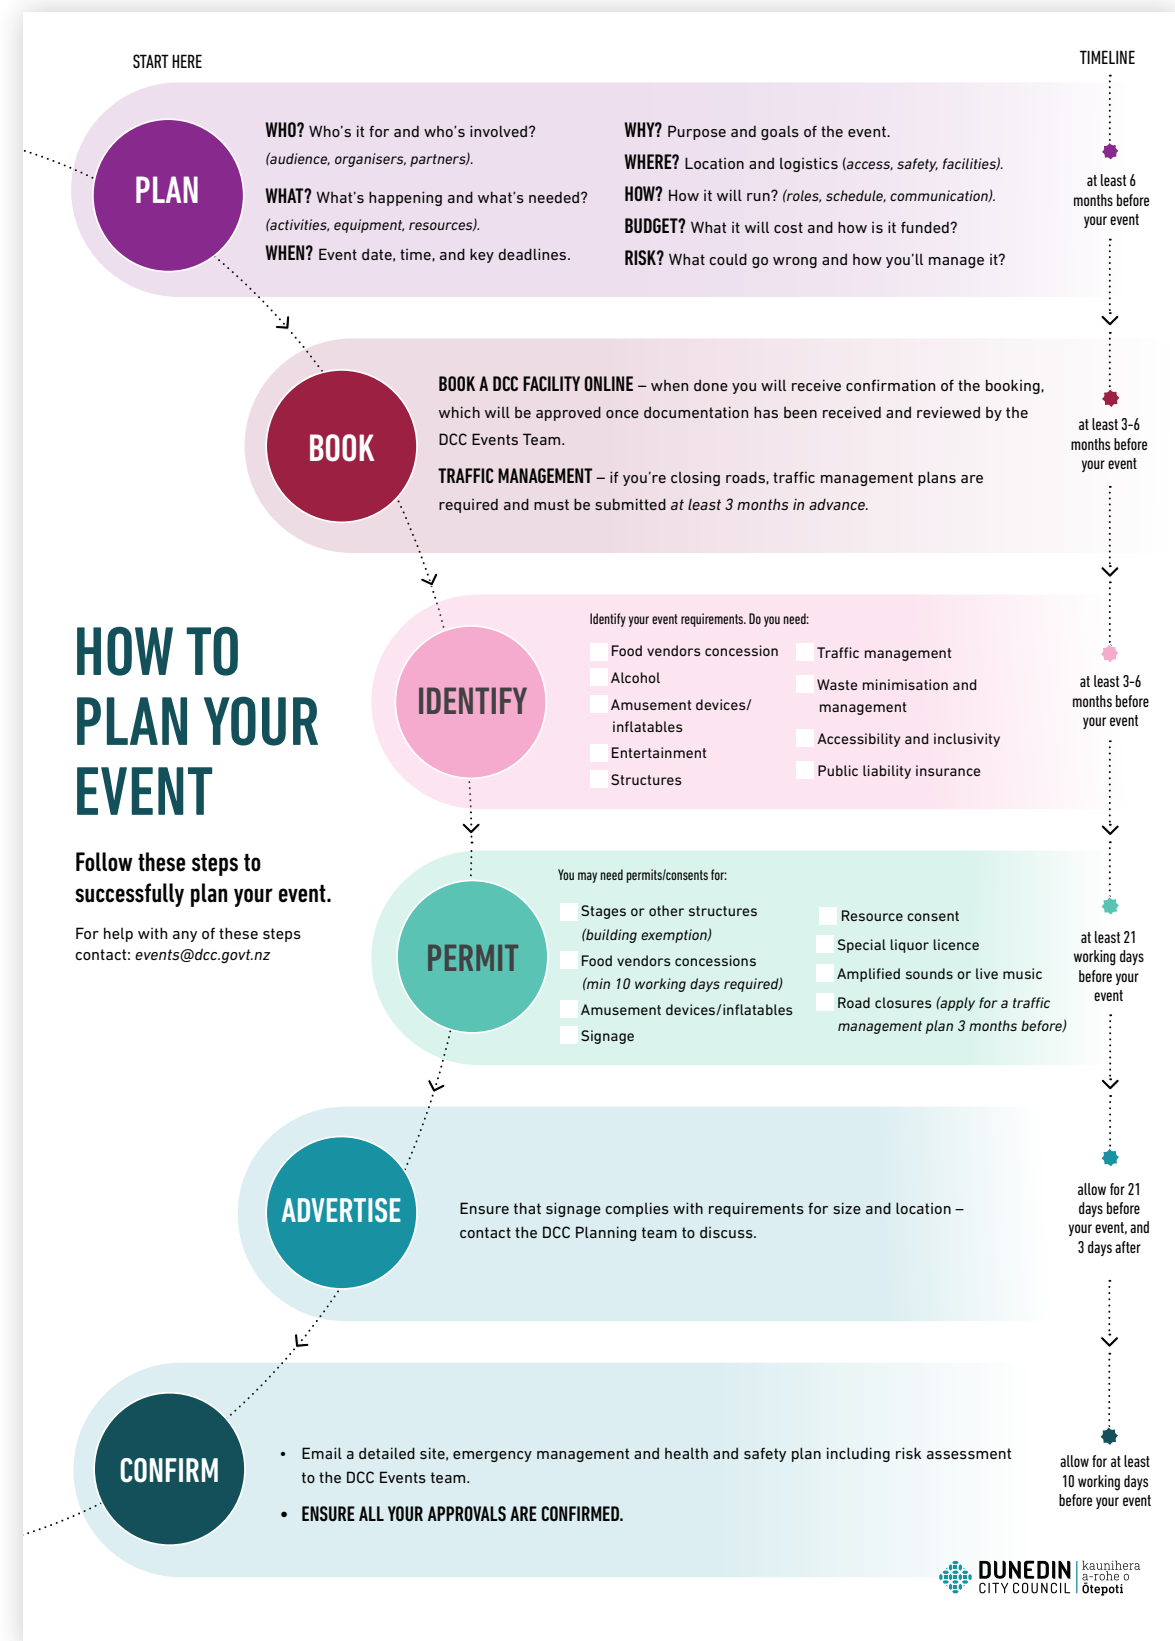 START HERE
TIMELINE
PLAN
WHO? Who's it for and who's involved?
(audience, organisers, partners).
WHAT? What's happening and what's needed?
(activities, equipment, resources).
WHEN? Event date, time, and key deadlines.
WHY? Purpose and goals of the event.
WHERE? Location and logistics (access, safety, facilities).
HOW? How it will run? (roles, schedule, communication).
BUDGET? What it will cost and how is it funded?
RISK? What could go wrong and how you'll manage it?
at least 6
months before
your event
BOOK
BOOK A DCC FACILITY ONLINE – when done you will receive confirmation of the booking,
which will be approved once documentation has been received and reviewed by the
DCC Events Team.
TRAFFIC MANAGEMENT – if you're closing roads, traffic management plans are
required and must be submitted at least 3 months in advance.
at least 3-6
months before
your event
HOW TO
PLAN YOUR
EVENT
Follow these steps to
successfully plan your event.
For help with any of these steps
contact: events@dcc.govt.nz
IDENTIFY
Identify your event requirements. Do you need:
Food vendors concession
Alcohol
Amusement devices/
inflatables
Entertainment
Structures
Traffic management
Waste minimisation and
management
Accessibility and inclusivity
Public liability insurance
at least 3-6
months before
your event
PERMIT
You may need permits/consents for:
Stages or other structures
(building exemption)
Food vendors concessions
(min 10 working days required)
Amusement devices/inflatables
Signage
Resource consent
Special liquor licence
Amplified sounds or live music
Road closures (apply for a traffic
management plan 3 months before)
at least 21
working days
before your
event
ADVERTISE
Ensure that signage complies with requirements for size and location –
contact the DCC Planning team to discuss.
allow for 21
days before
your event, and
3 days after
CONFIRM
• Email a detailed site, emergency management and health and safety plan including risk assessment
to the DCC Events team.
• ENSURE ALL YOUR APPROVALS ARE CONFIRMED.
allow for at least
10 working days
before your event
DUNEDIN
CITY COUNCIL
kaunihera
a-rohe o
Ōtepoti